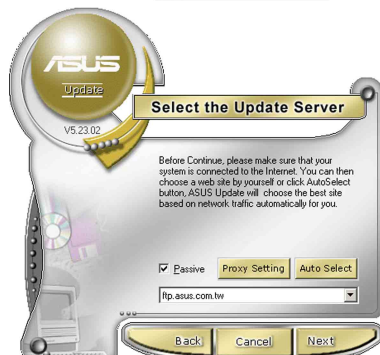 ASUS
Update
V5.23.02
Select the Update Server
Before Continue, please make sure that your
system is connected to the Internet. You can then
choose a web site by yourself or click AutoSelect
button, ASUS Update will choose the best site
based on network traffic automatically for you.
Passive
Proxy Setting
Auto Select
ftp.asus.com.tw
Back
Cancel
Next